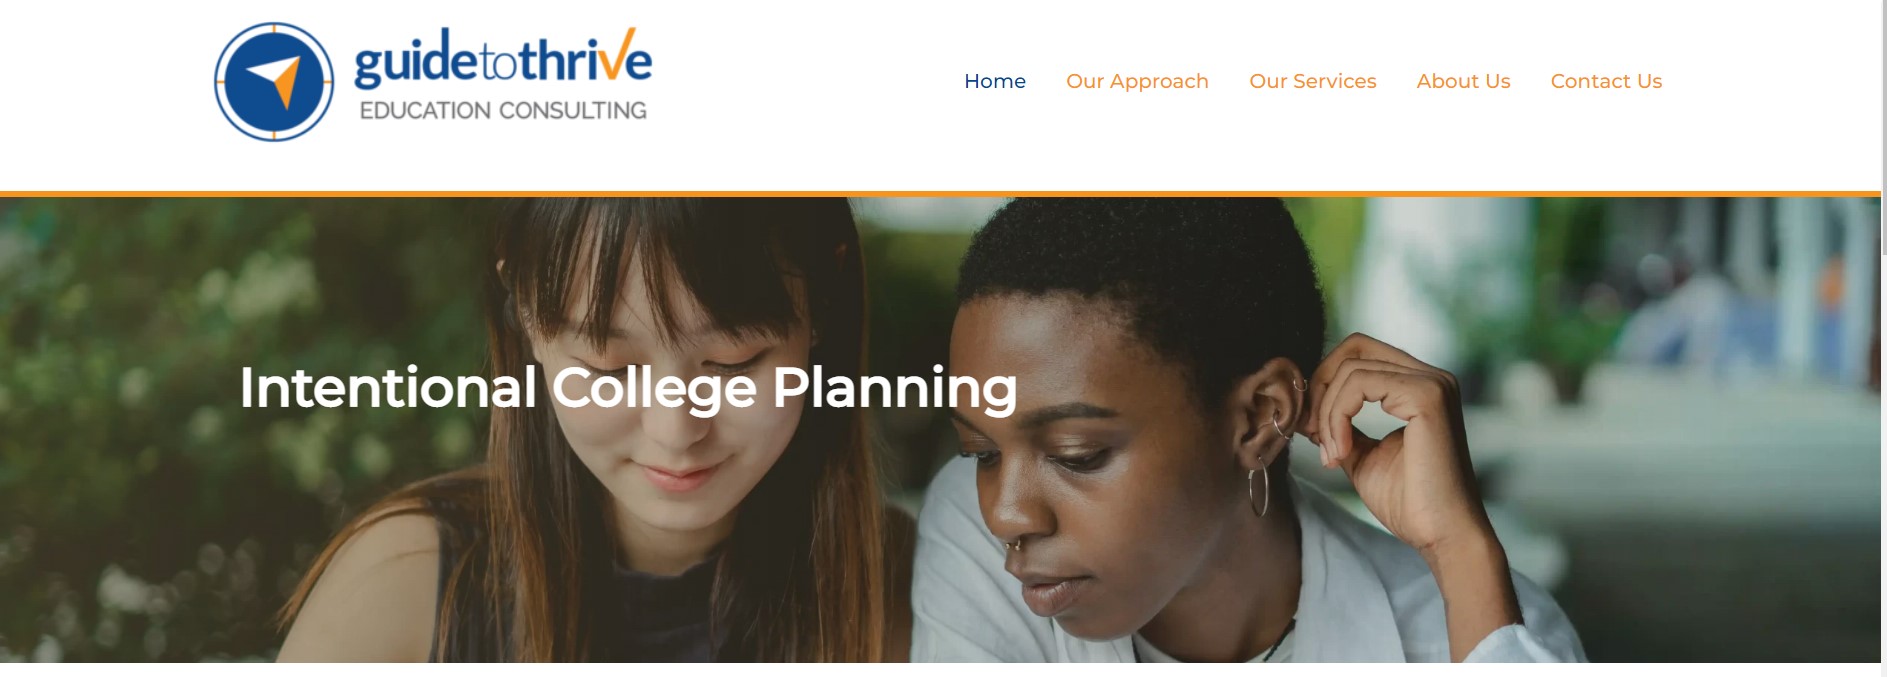 guidetothrive
EDUCATION CONSULTING
Home Our Approach Our Services About Us Contact Us
Intentional College Planning